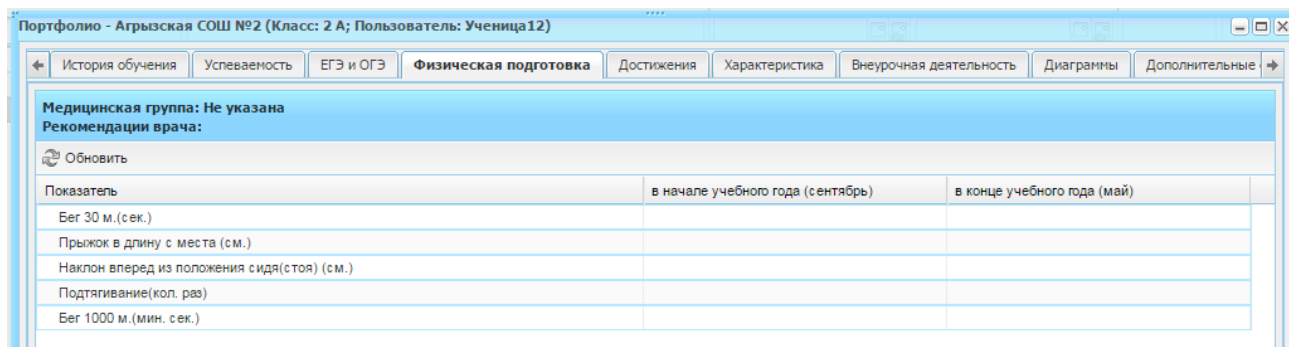 Портфолио - Агрызская СОШ №2 (Класс: 2 А; Пользователь: Ученица12)
История обучения Успеваемость ЕГЭ и ОГЭ Физическая подготовка Достижения Характеристика Внеурочная деятельность Диаграммы Дополнительные
Медицинская группа: Не указана
Рекомендации врача:
Обновить
Показатель в начале учебного года (сентябрь) в конце учебного года (май)
Бег 30 м.(сек.)
Прыжок в длину с места (см.)
Наклон вперед из положения сидя(стоя) (см.)
Подтягивание(кол. раз)
Бег 1000 м.(мин. сек.)